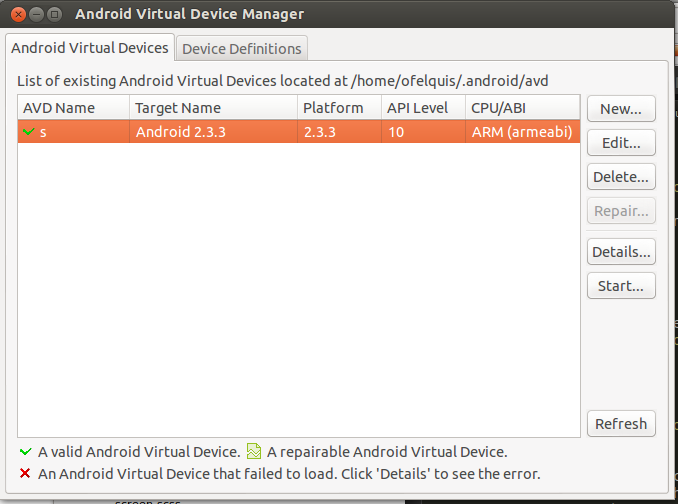 Android Virtual Device Manager
Android Virtual Devices Device Definitions
List of existing Android Virtual Devices located at /home/ofelquis/.android/avd
AVD Name Target Name Platform API Level CPU/ABI
s Android 2.3.3 2.3.3 10 ARM (armeabi)
New...
Edit...
Delete...
Repair...
Details...
Start...
Refresh
A valid Android Virtual Device. A repairable Android Virtual Device.
An Android Virtual Device that failed to load. Click 'Details' to see the error.